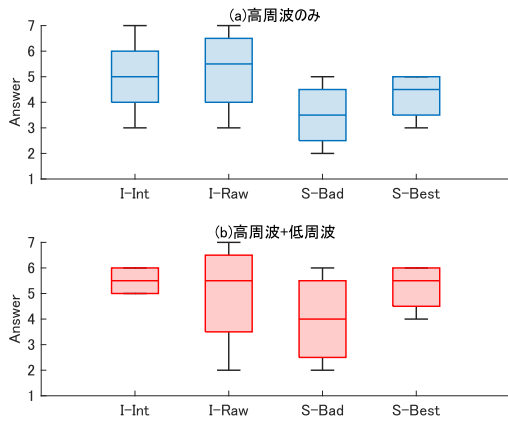 (a)高周波のみ
7
6
5
4
3
2
1
Answer
I-Int I-Raw S-Bad S-Best
(b)高周波+低周波
7
6
5
4
3
2
1
Answer
I-Int I-Raw S-Bad S-Best